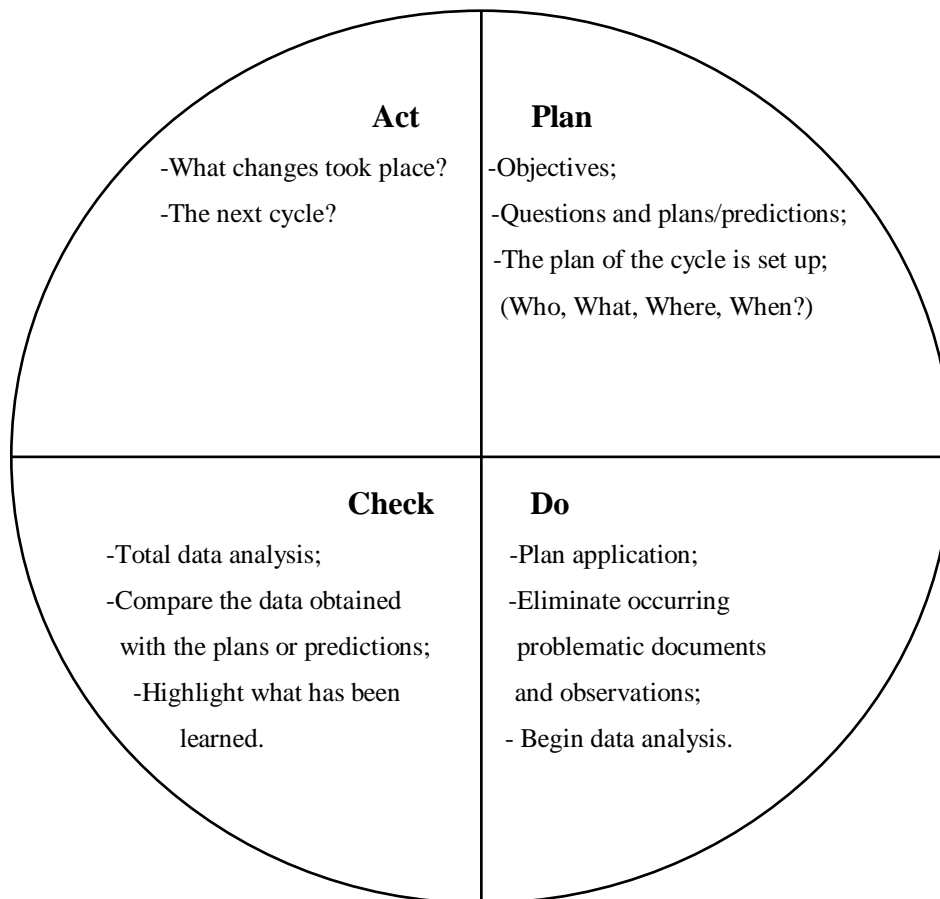 Act
-What changes took place?
-The next cycle?
Plan
-Objectives;
-Questions and plans/predictions;
-The plan of the cycle is set up;
(Who, What, Where, When?)
Check
-Total data analysis;
-Compare the data obtained
with the plans or predictions;
-Highlight what has been
learned.
Do
-Plan application;
-Eliminate occurring
problematic documents
and observations;
- Begin data analysis.